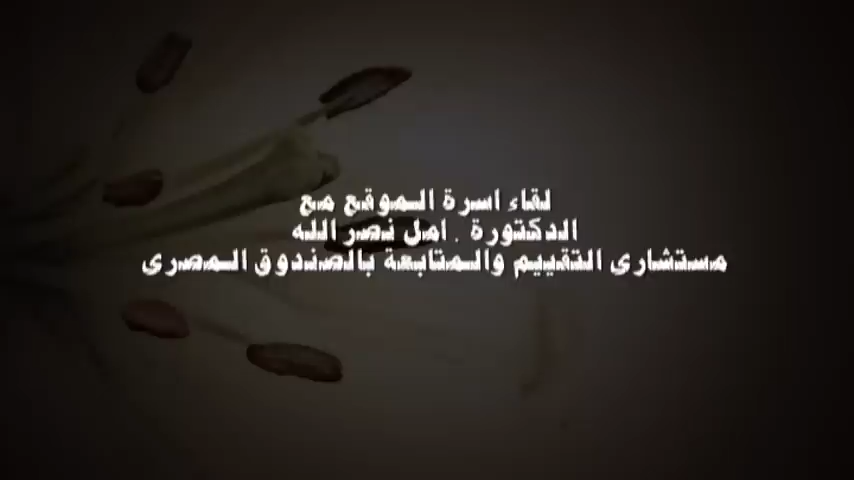 لقاء اسرة الموقع مع
الدكتورة . امل نصر الله
مستشارى التقييم والمتابعة بالصندوق المصرى